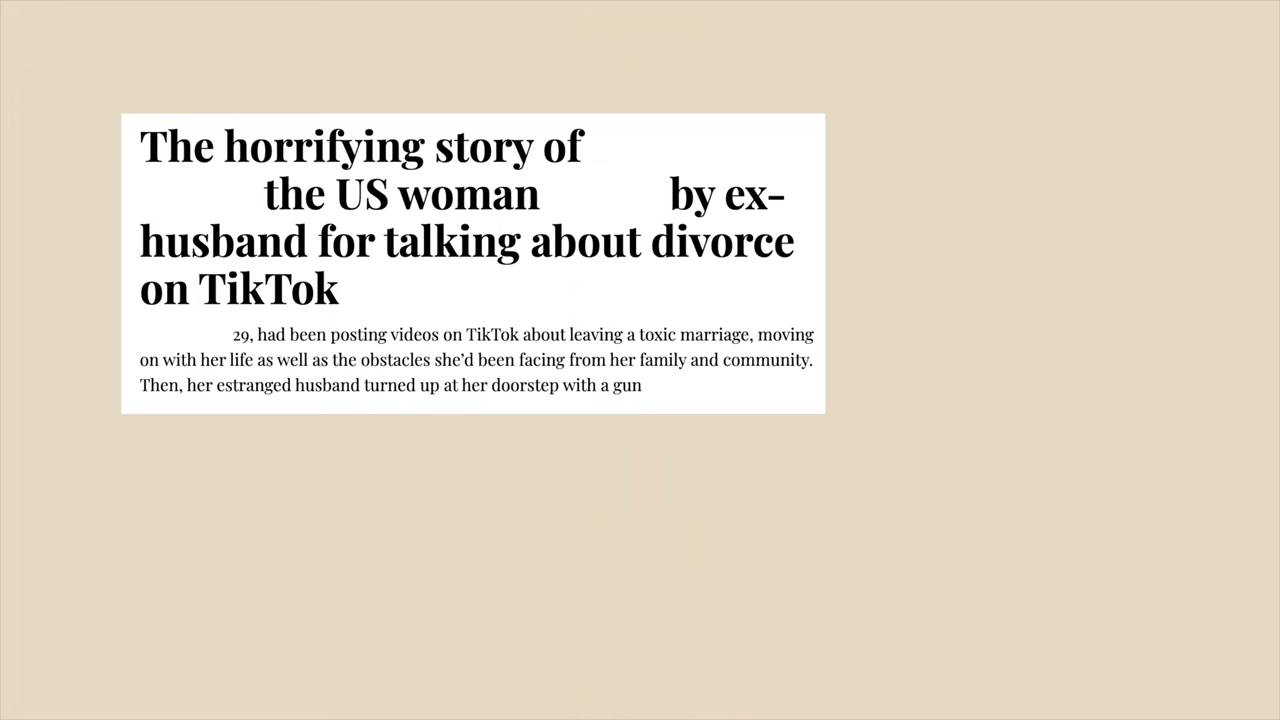 The horrifying story of
the US woman by ex-
husband for talking about divorce
on TikTok
29, had been posting videos on TikTok about leaving a toxic marriage, moving
on with her life as well as the obstacles she’d been facing from her family and community.
Then, her estranged husband turned up at her doorstep with a gun